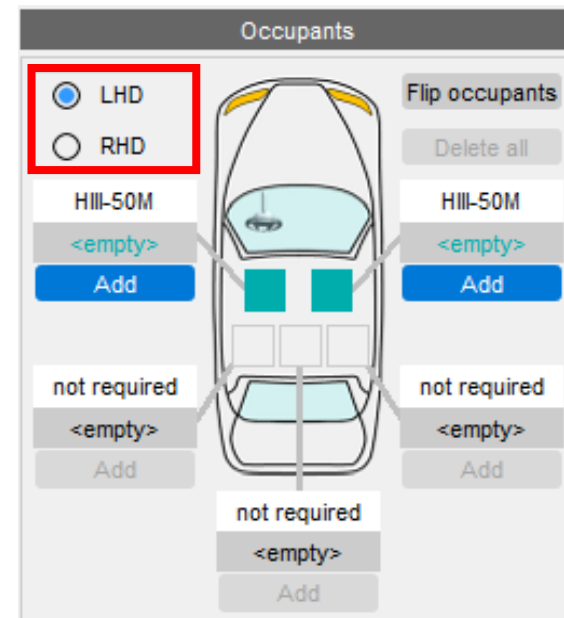 Occupants
LHD
Flip occupants
RHD
Delete all
HIII-50M
HIII-50M
<empty>
<empty>
Add
Add
not required
not required
<empty>
<empty>
Add
Add
not required
<empty>
Add